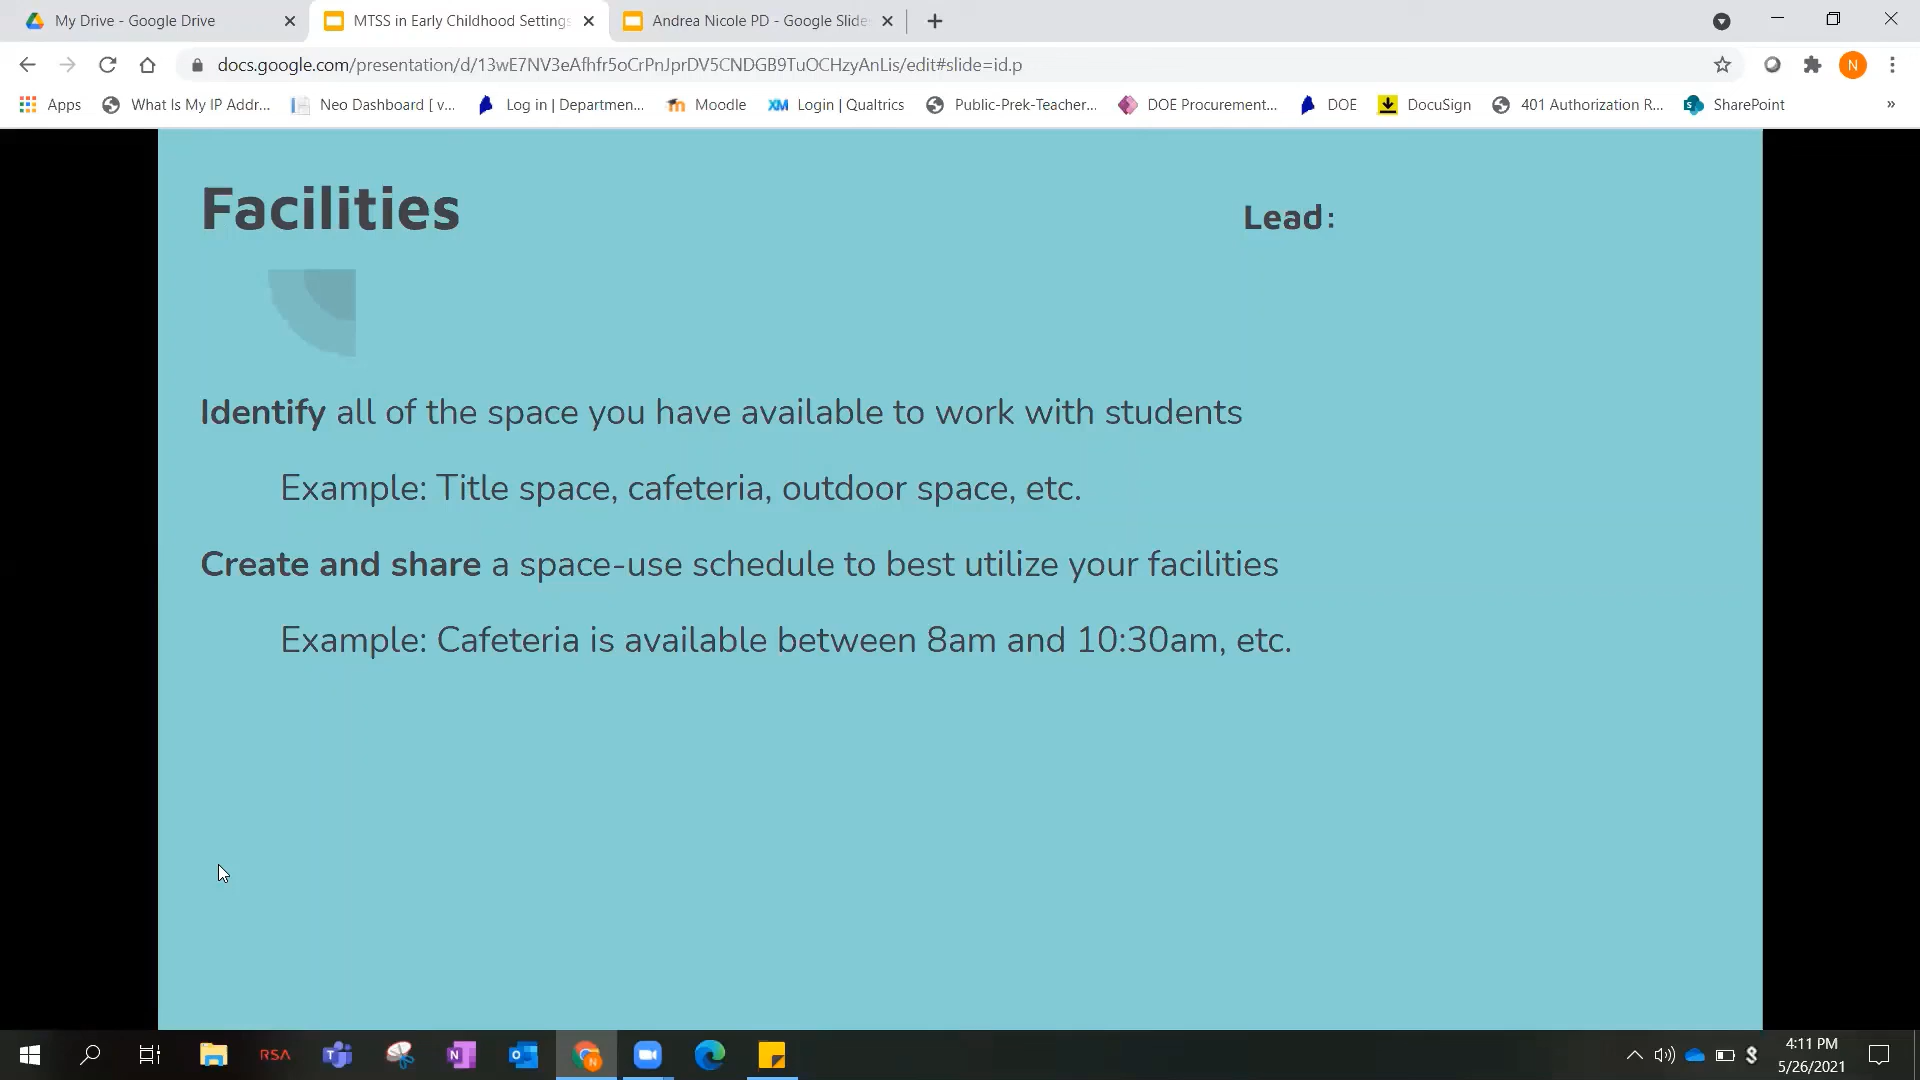 My Drive - Google Drive
MTSS in Early Childhood Settings
Andrea Nicole PD - Google Slide
docs.google.com/presentation/d/13wE7NV3eAfhfr5oCrPnJprDV5CNDGB9TuOCHzyAnLis/edit#slide=id.p
N
Apps
What Is My IP Addr...
Neo Dashboard [ v...
Log in | Departmen...
Moodle
XM Login | Qualtrics
Public-Prek-Teacher...
DOE Procurement...
DOE
DocuSign
401 Authorization R...
SharePoint
»
Facilities
Lead:
Identify all of the space you have available to work with students
Example: Title space, cafeteria, outdoor space, etc.
Create and share a space-use schedule to best utilize your facilities
Example: Cafeteria is available between 8am and 10:30am, etc.
RSA
4:11 PM
5/26/2021